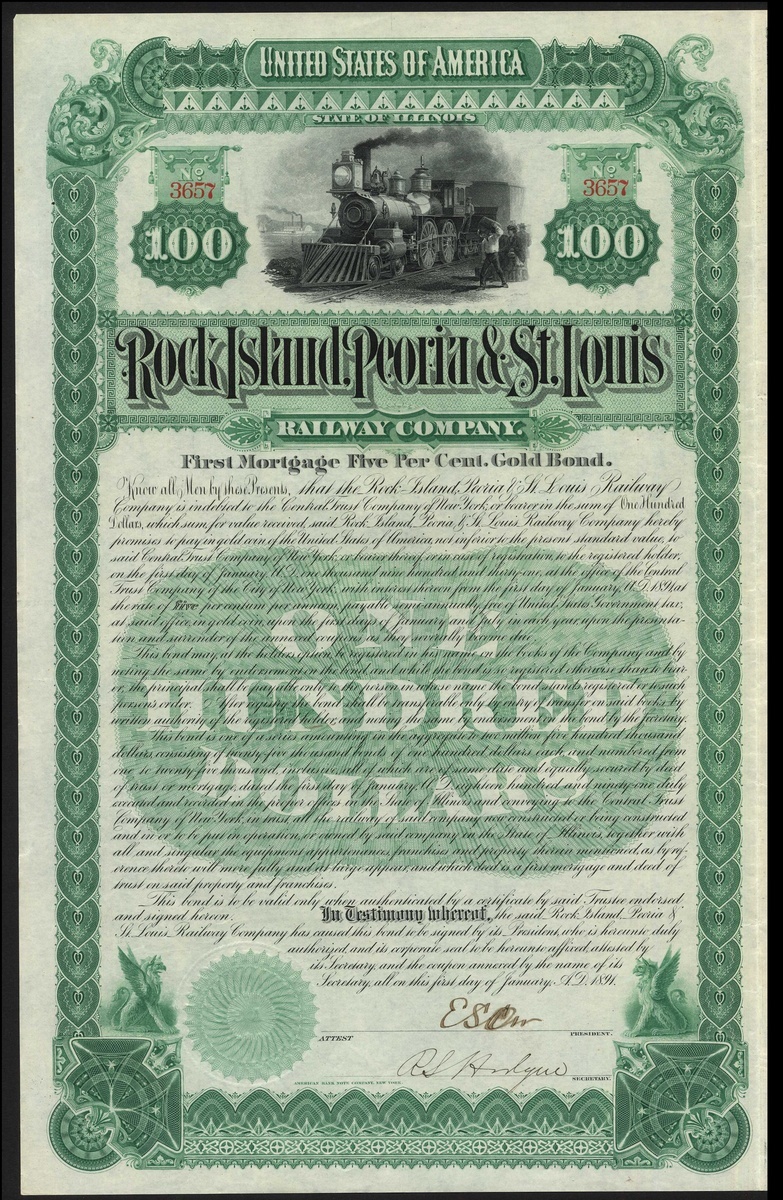 UNITED STATES OF AMERICA
STATE OF ILLINOIS
No 3657
No 3657
100
100
Rock Island, Peoria & St. Louis
RAILWAY COMPANY
First Mortgage Five Per Cent. Gold Bond.
Know all Men by these Presents, that the Rock Island, Peoria & St. Louis Railway
Company is indebted to the Central Trust Company of New York, or bearer in the sum of One Hundred
Dollars, which sum, for value received, said Rock Island, Peoria & St. Louis Railway Company hereby
promises to pay in gold coin of the United States of America, not inferior to the present standard value, to
said Central Trust Company of New York, or bearer thereof, or in case of registration to the registered holder,
on the first day of January, A.D. one thousand nine hundred and thirty-one, at the office of the Central
Trust Company of the City of New York, with interest thereon from the first day of January, A.D. 1891, at
the rate of five per centum per annum, payable semi-annually, free of United States Government tax,
at said office, in gold coin, upon the first days of January and July in each year upon the presenta-
tion and surrender of the annexed coupons as they severally become due.
This bond may, at the holders option, be registered in his name on the books of the Company and by
noting the same by endorsement on the bond, and while this bond is so registered otherwise than to bear-
er, the principal shall be payable only to the person in whose name the bond stands registered or to such
persons order. After registry this bond shall be transferable only by a transfer on said books by
written authority of the registered holder, and noting the same by endorsement on the bond by the Secretary.
This bond is one of a series amounting in the aggregate to two million five hundred thousand
dollars, consisting of twenty-five thousand bonds of one hundred dollars each, and numbered from
one to twenty-five thousand, inclusive, all of which are of same date and equally secured by deed
of trust or mortgage, dated the first day of January, A.D. eighteen hundred and ninety-one, duly
executed and recorded in the proper offices in the State of Illinois and conveying to the Central Trust
Company of New York, in trust, all the railway of said company now constructed or being constructed
and in or to be put in operation, or owned by said company in the State of Illinois, together with
all and singular the equipment, appurtenances, franchises and property therein mentioned, as by ref-
erence thereto will more fully and at large appear, and which deed is a first mortgage and deed of
trust on said property and franchises.
This bond is to be valid only when authenticated by a certificate by said Trustee endorsed
and signed hereon. In Testimony whereof, the said Rock Island, Peoria &
St. Louis Railway Company has caused this bond to be signed by its President, who is hereunto duly
authorized, and its corporate seal to be hereunto affixed, attested by
its Secretary, and the coupon annexed by the name of its
Secretary, all on this first day of January, A.D. 1891.
ONE
HUNDRED
DOLLARS
PRESIDENT.
ATTEST
SECRETARY.
AMERICAN BANK NOTE COMPANY, NEW YORK.